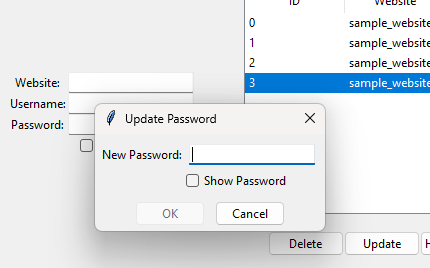 ID Website
0 sample_website
1 sample_website
2 sample_website
3 sample_website
Website:
Username:
Password:
Update Password
New Password:
Show Password
OK Cancel
Delete Update H